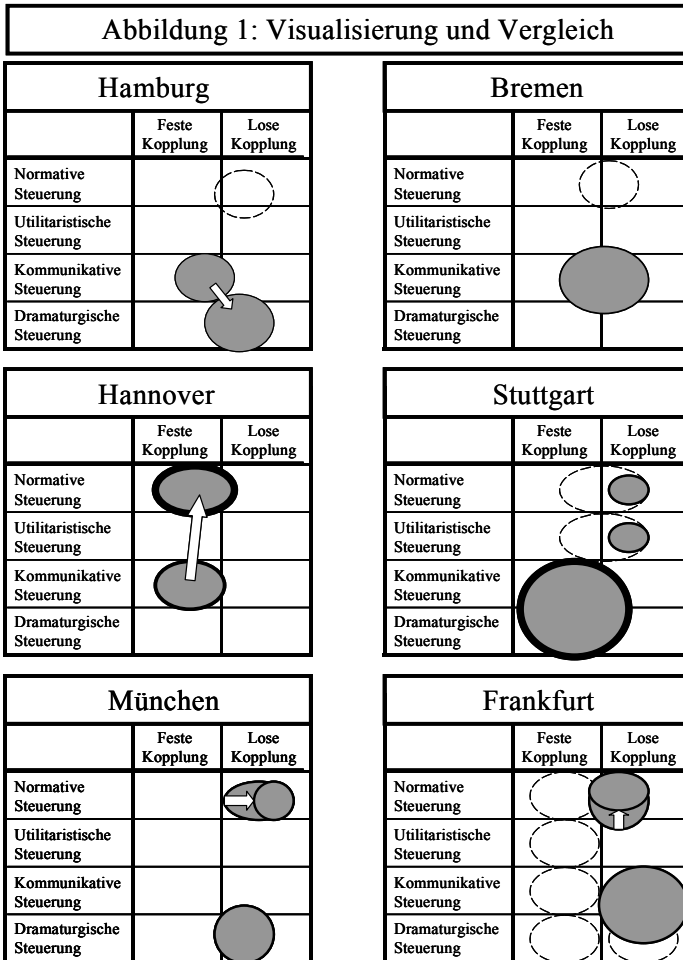 Abbildung 1: Visualisierung und Vergleich
Hamburg
Feste
Kopplung
Lose
Kopplung
Normative
Steuerung
Utilitaristische
Steuerung
Kommunikative
Steuerung
Dramaturgische
Steuerung
Bremen
Feste
Kopplung
Lose
Kopplung
Normative
Steuerung
Utilitaristische
Steuerung
Kommunikative
Steuerung
Dramaturgische
Steuerung
Hannover
Feste
Kopplung
Lose
Kopplung
Normative
Steuerung
Utilitaristische
Steuerung
Kommunikative
Steuerung
Dramaturgische
Steuerung
Stuttgart
Feste
Kopplung
Lose
Kopplung
Normative
Steuerung
Utilitaristische
Steuerung
Kommunikative
Steuerung
Dramaturgische
Steuerung
München
Feste
Kopplung
Lose
Kopplung
Normative
Steuerung
Utilitaristische
Steuerung
Kommunikative
Steuerung
Dramaturgische
Steuerung
Frankfurt
Feste
Kopplung
Lose
Kopplung
Normative
Steuerung
Utilitaristische
Steuerung
Kommunikative
Steuerung
Dramaturgische
Steuerung